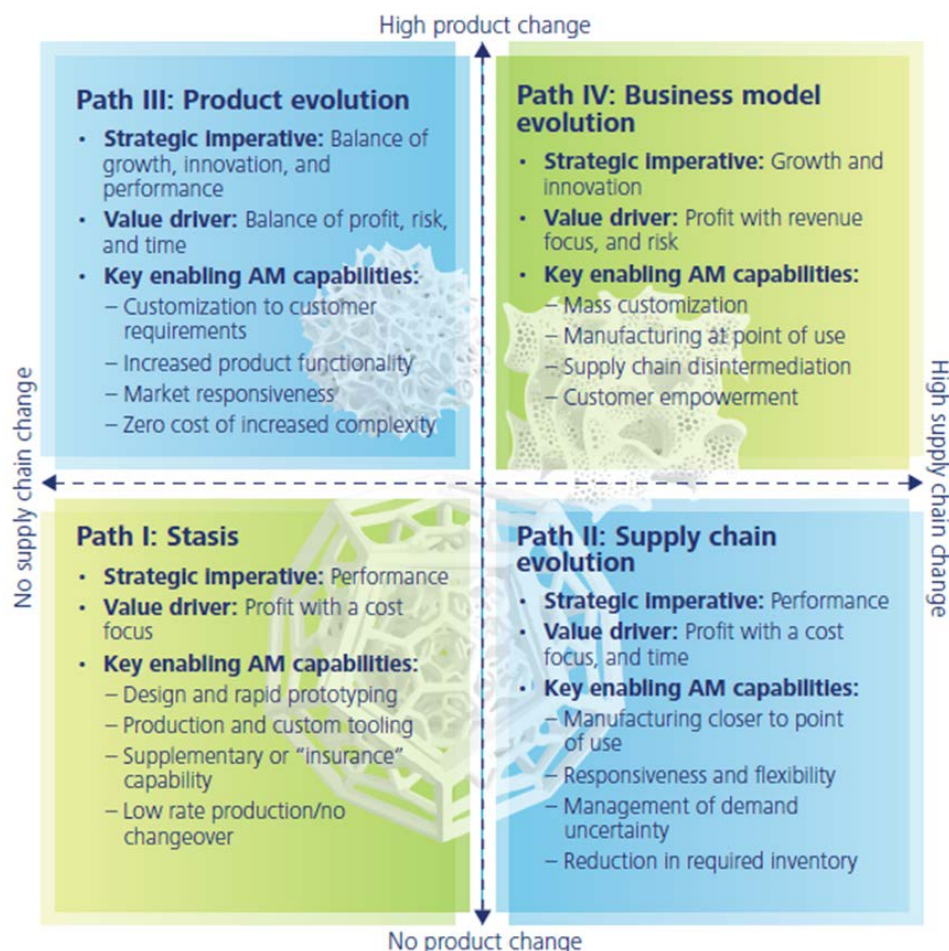 High product change
Path III: Product evolution
• Strategic imperative: Balance of
growth, innovation, and
performance
• Value driver: Balance of profit, risk,
and time
• Key enabling AM capabilities:
– Customization to customer
requirements
– Increased product functionality
– Market responsiveness
– Zero cost of increased complexity
Path IV: Business model
evolution
• Strategic imperative: Growth and
innovation
• Value driver: Profit with revenue
focus, and risk
• Key enabling AM capabilities:
– Mass customization
– Manufacturing at point of use
– Supply chain disintermediation
– Customer empowerment
No supply chain change
High supply chain change
Path I: Stasis
• Strategic imperative: Performance
• Value driver: Profit with a cost
focus
• Key enabling AM capabilities:
– Design and rapid prototyping
– Production and custom tooling
– Supplementary or “insurance”
capability
– Low rate production/no
changeover
Path II: Supply chain
evolution
• Strategic imperative: Performance
• Value driver: Profit with a cost
focus, and time
• Key enabling AM capabilities:
– Manufacturing closer to point
of use
– Responsiveness and flexibility
– Management of demand
uncertainty
– Reduction in required inventory
No product change